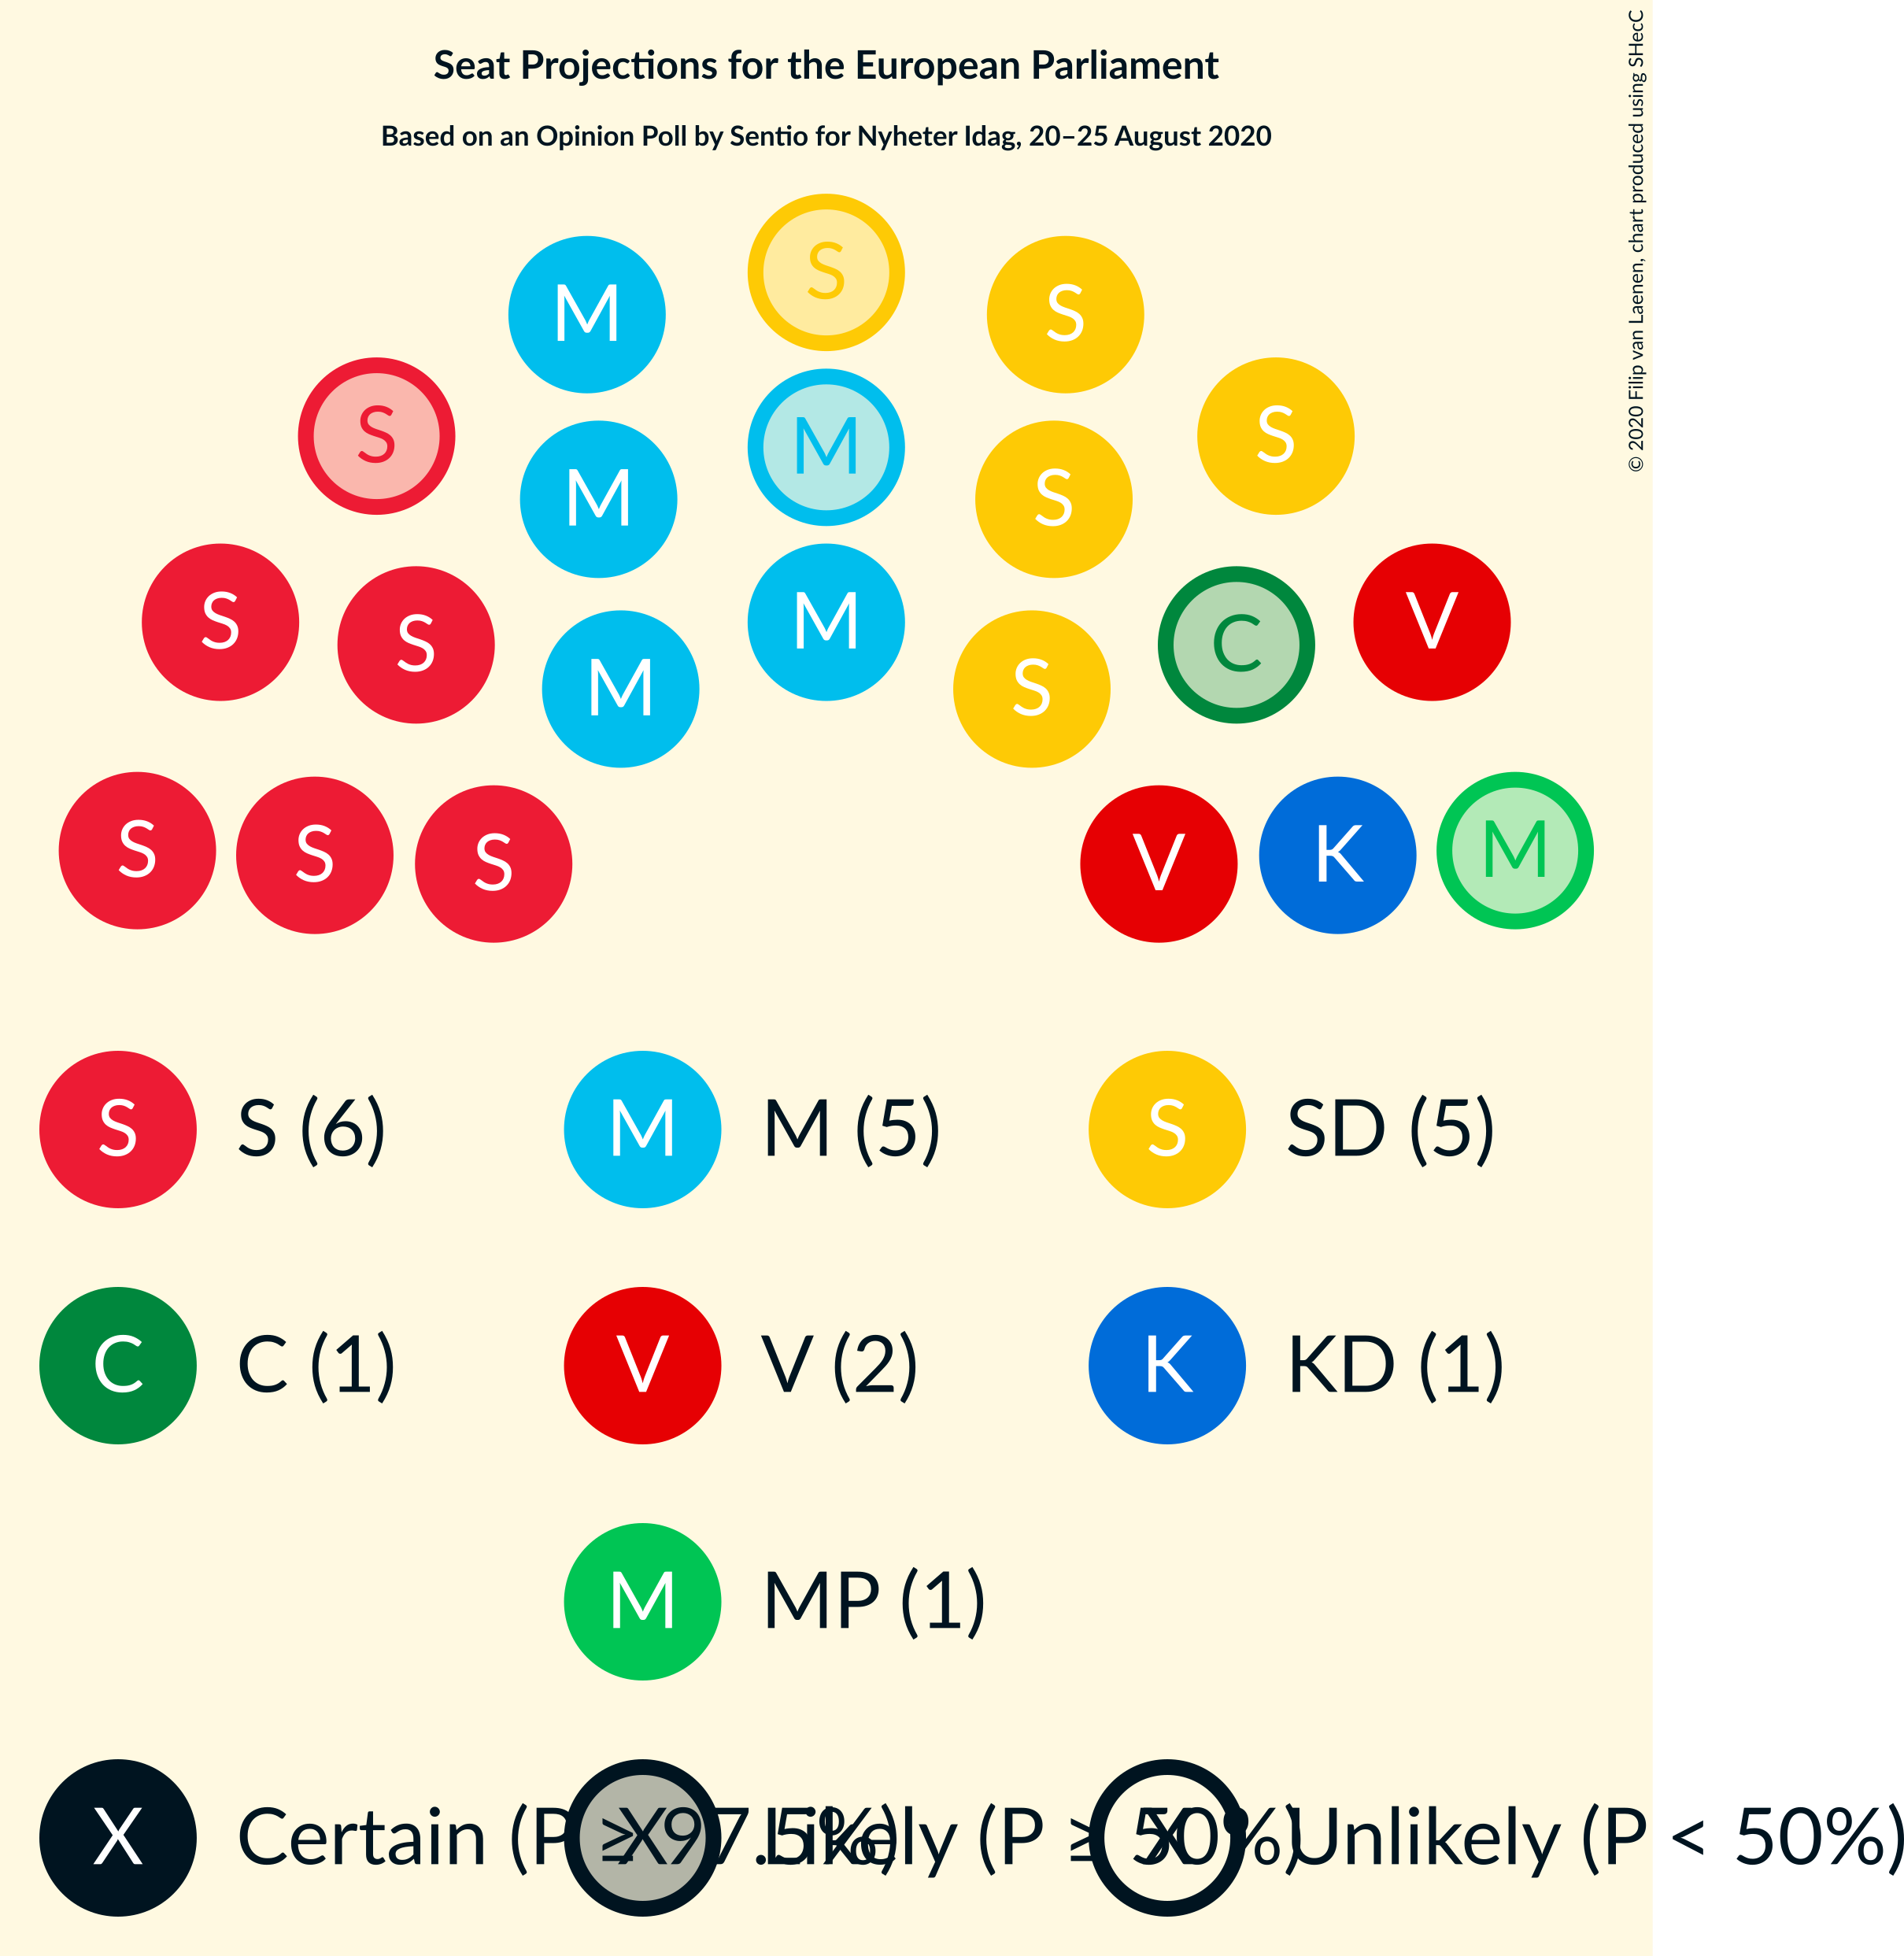 Seat Projections for the European Parliament
Based on an Opinion Poll by Sentio for Nyheter Idag, 20–25 August 2020
© 2020 Filip van Laenen, chart produced using SHecC
S
M S
S M S
M M S
S S M C V
S M S
S S S V K M
S S (6) M M (5) S SD (5)
C C (1) V V (2) K KD (1)
M MP (1)
X Certain (P ≥ 97.5%) X Likely (P ≥ 50%) X Unlikely (P < 50%)